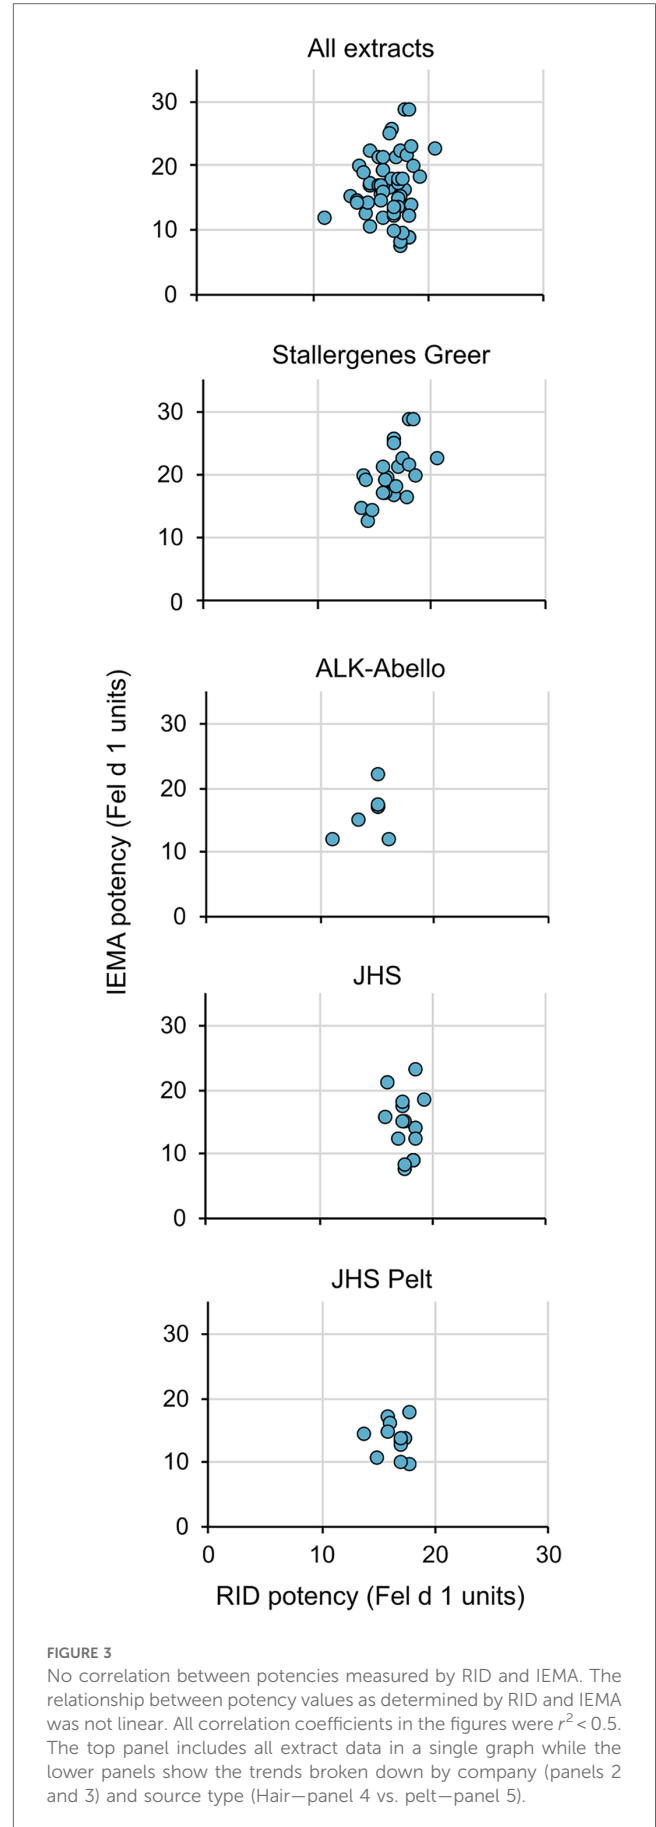 All extracts
30
20
10
0
Stallergenes Greer
30
20
10
0
ALK-Abello
30
20
10
0
IEMA potency (Fel d 1 units)
JHS
30
20
10
0
JHS Pelt
30
20
10
0
0 10 20 30
RID potency (Fel d 1 units)
FIGURE 3
No correlation between potencies measured by RID and IEMA. The
relationship between potency values as determined by RID and IEMA
was not linear. All correlation coefficients in the figures were r² < 0.5.
The top panel includes all extract data in a single graph while the
lower panels show the trends broken down by company (panels 2
and 3) and source type (Hair—panel 4 vs. pelt—panel 5).